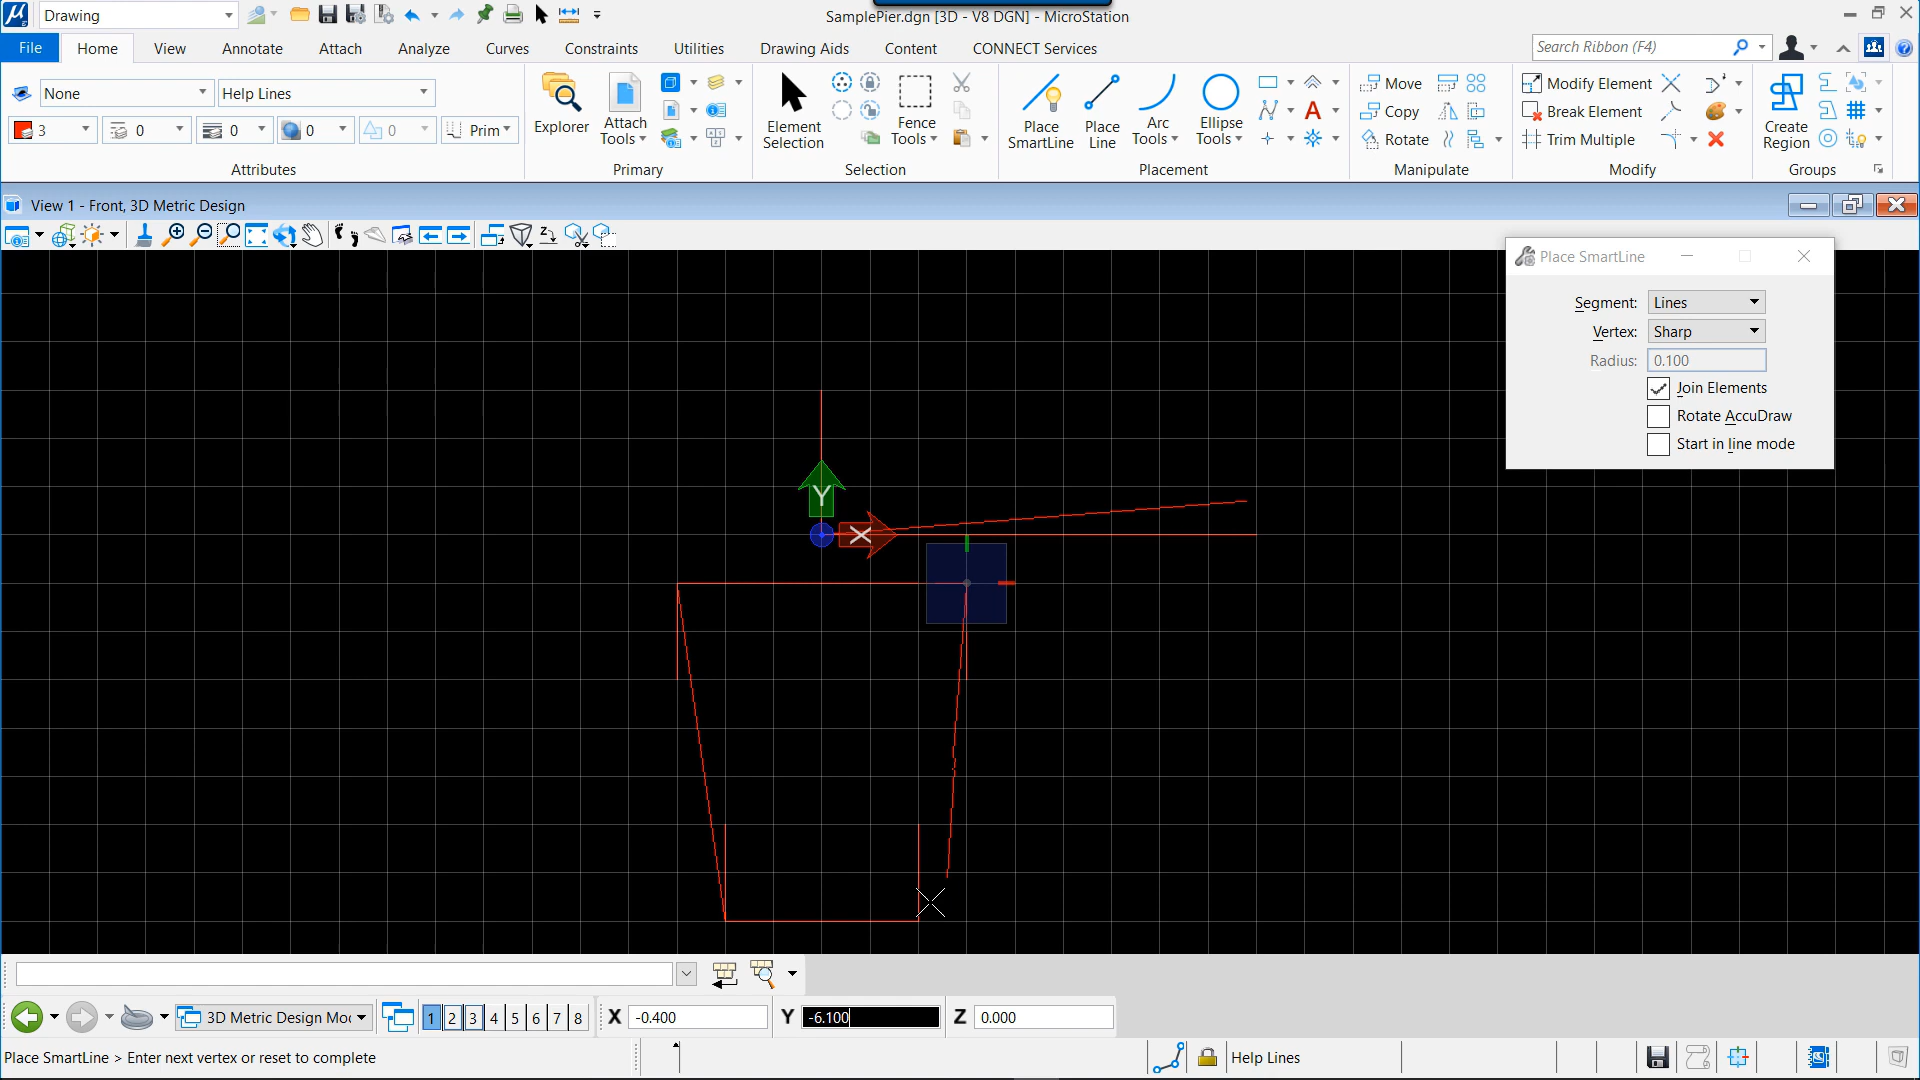 Drawing
SamplePier.dgn [3D - V8 DGN] - MicroStation
File Home View Annotate Attach Analyze Curves Constraints Utilities Drawing Aids Content CONNECT Services
Search Ribbon (F4)
None Help Lines
3 0 0 0 0 Prim
Attributes
Explorer
Attach Tools
Primary
Element Selection
Fence Tools
Selection
Place SmartLine
Place Line
Arc Tools
Ellipse Tools
Placement
Move
Copy
Rotate
Manipulate
Modify Element
Break Element
Trim Multiple
Modify
Create Region
Groups
View 1 - Front, 3D Metric Design
Place SmartLine
Segment: Lines
Vertex: Sharp
Radius: 0.100
Join Elements
Rotate AccuDraw
Start in line mode
Y
X
3D Metric Design Mo
1 2 3 4 5 6 7 8
X -0.400 Y -6.100 Z 0.000
Place SmartLine > Enter next vertex or reset to complete
Help Lines